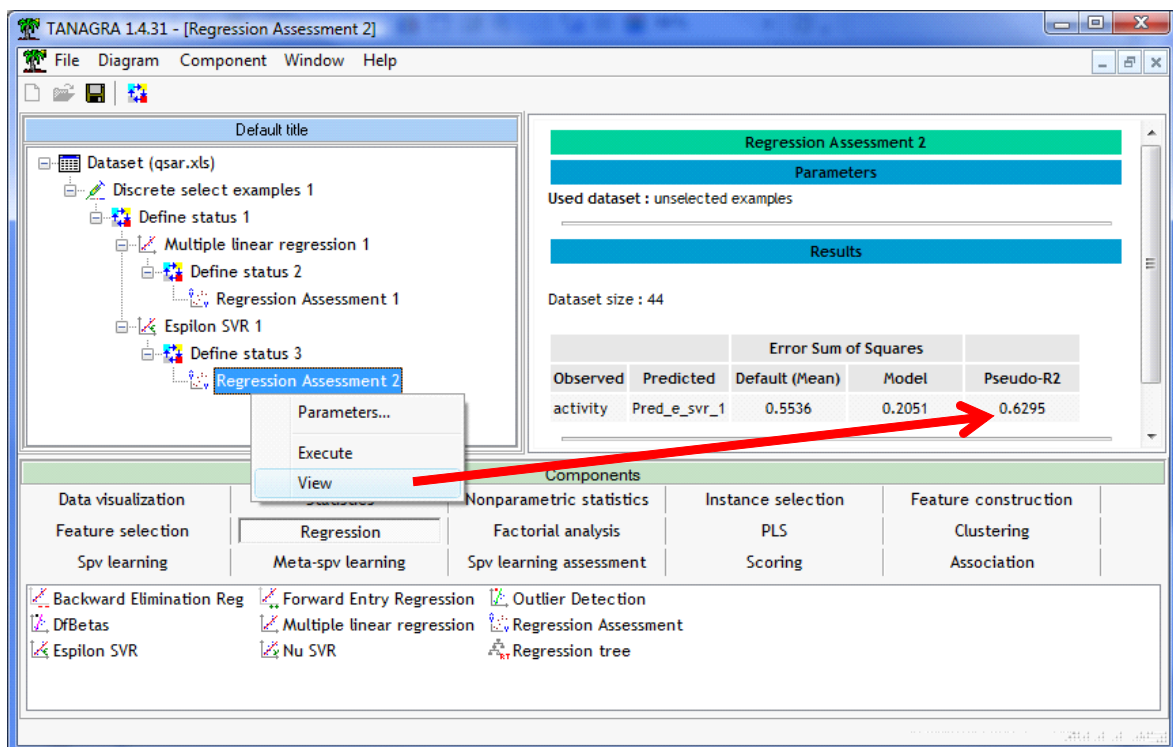 TANAGRA 1.4.31 - [Regression Assessment 2]
File Diagram Component Window Help
Default title
Dataset (qsar.xls)
Discrete select examples 1
Define status 1
Multiple linear regression 1
Define status 2
Regression Assessment 1
Espilon SVR 1
Define status 3
Regression Assessment 2
Parameters...
Execute
View
Regression Assessment 2
Parameters
Used dataset : unselected examples
Results
Dataset size : 44
Error Sum of Squares
Observed Predicted Default (Mean) Model Pseudo-R2
activity Pred_e_svr_1 0.5536 0.2051 0.6295
Components
Data visualization Statistics Nonparametric statistics Instance selection Feature construction
Feature selection Regression Factorial analysis PLS Clustering
Spv learning Meta-spv learning Spv learning assessment Scoring Association
Backward Elimination Reg Forward Entry Regression Outlier Detection
DfBetas Multiple linear regression Regression Assessment
Espilon SVR Nu SVR Regression tree